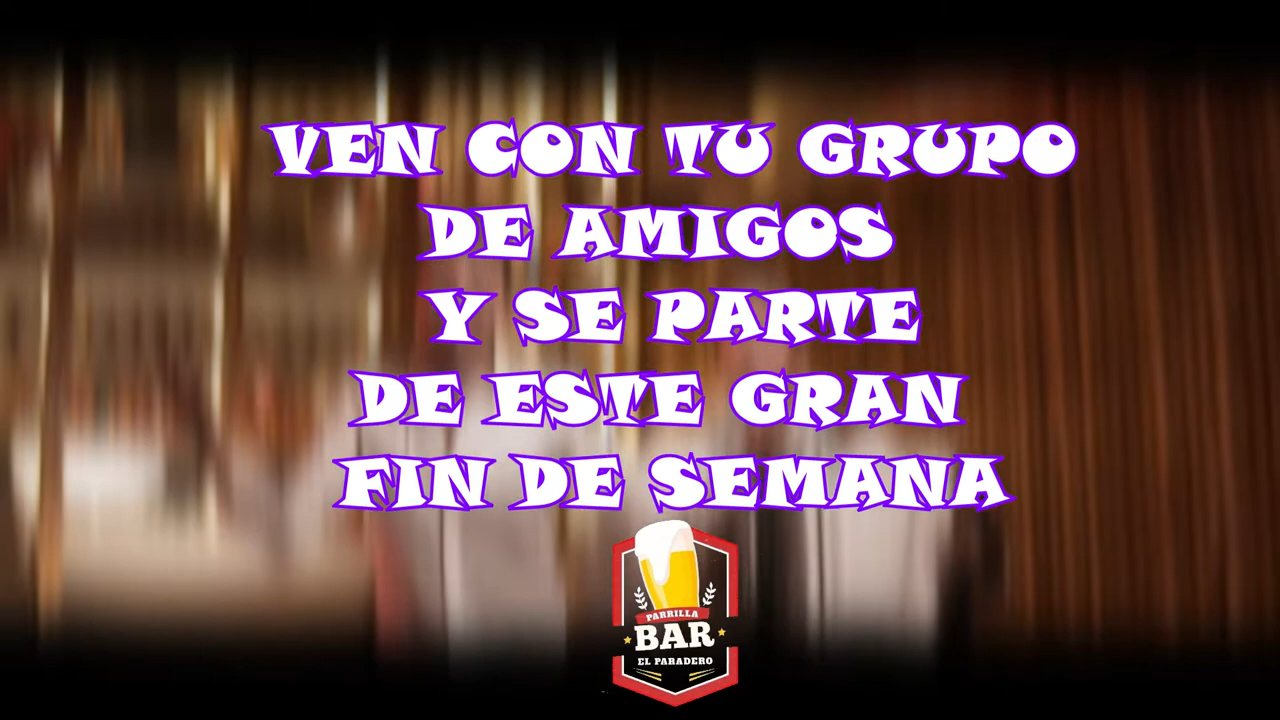 VEN CON TU GRUPO
DE AMIGOS
Y SE PARTE
DE ESTE GRAN
FIN DE SEMANA
PARRILLA
BAR
EL PARADERO